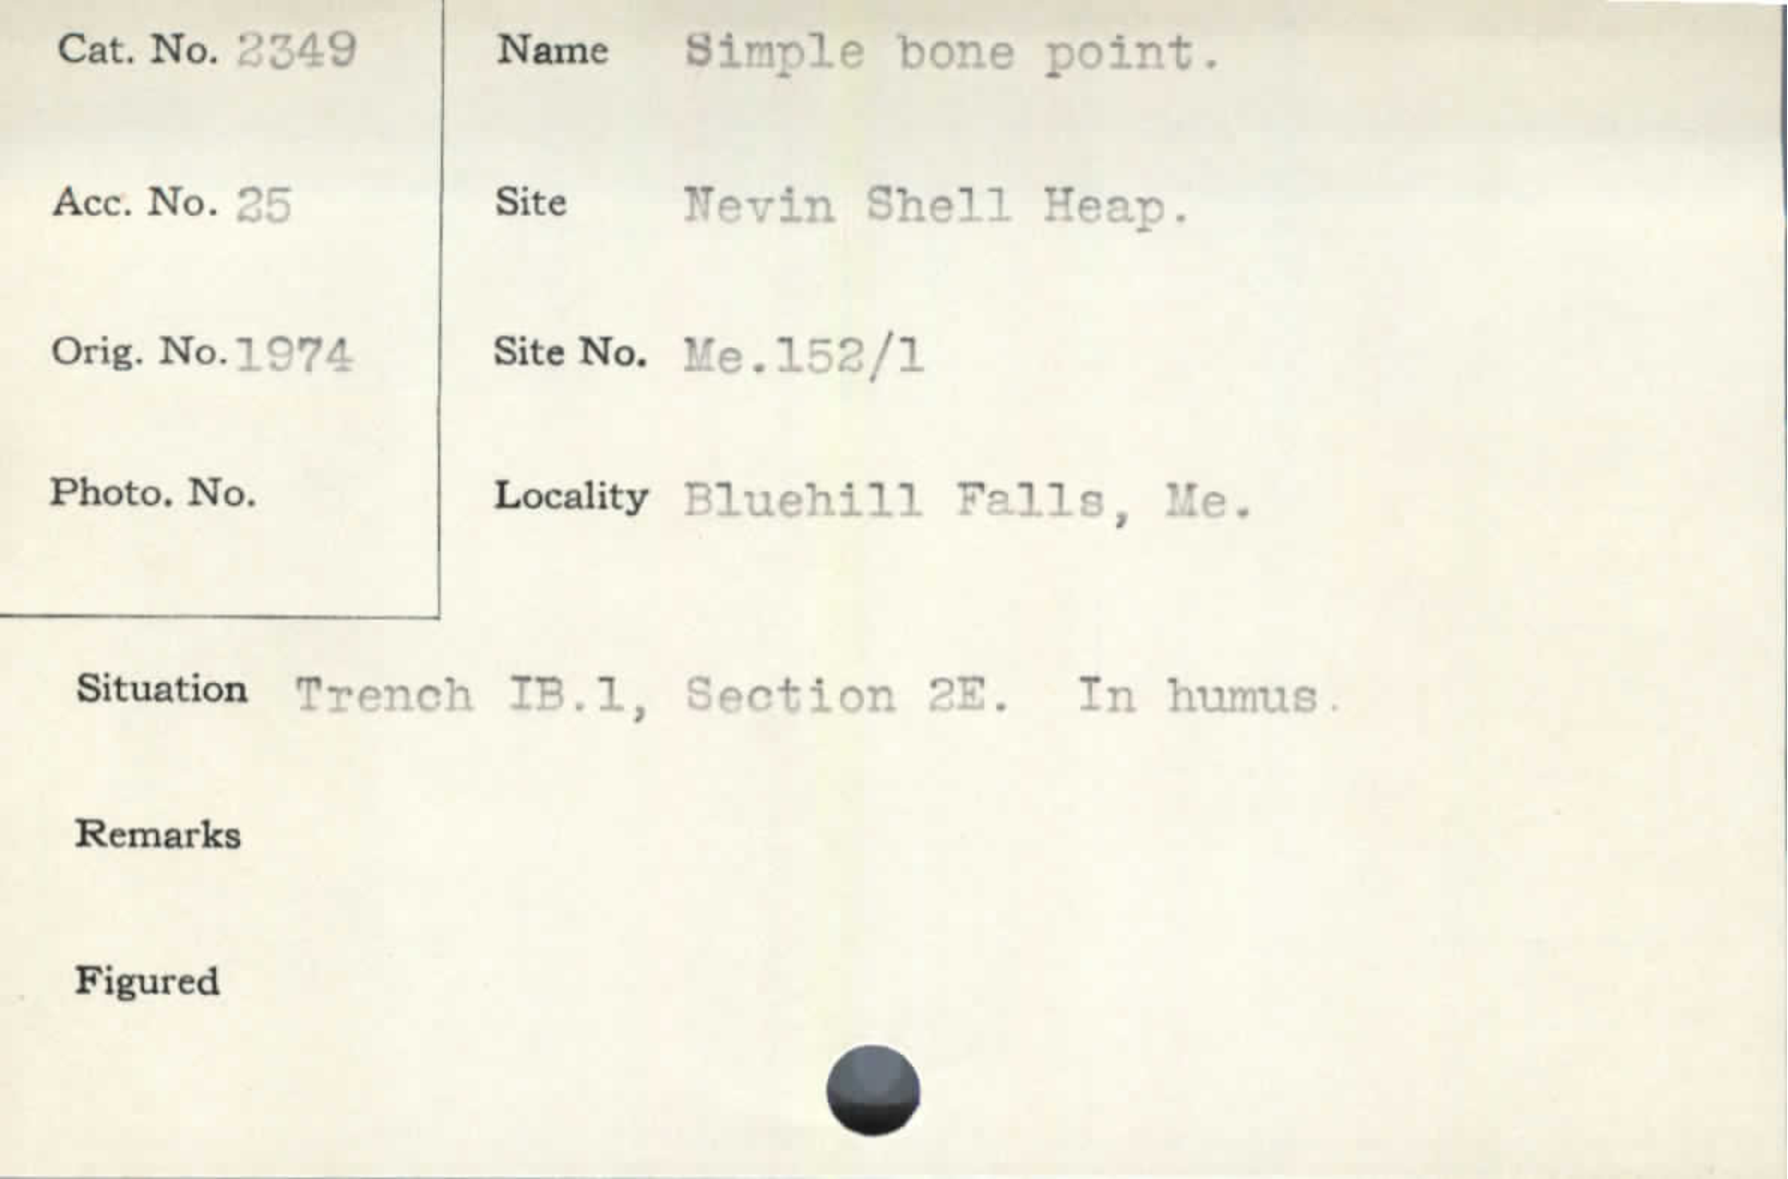 Cat. No. 2349
Name Simple bone point.
Acc. No. 25
Site Nevin Shell Heap.
Orig. No. 1974
Site No. Me.152/1
Photo. No.
Locality Bluehill Falls, Me.
Situation Trench IB.1, Section 2E. In humus.
Remarks
Figured